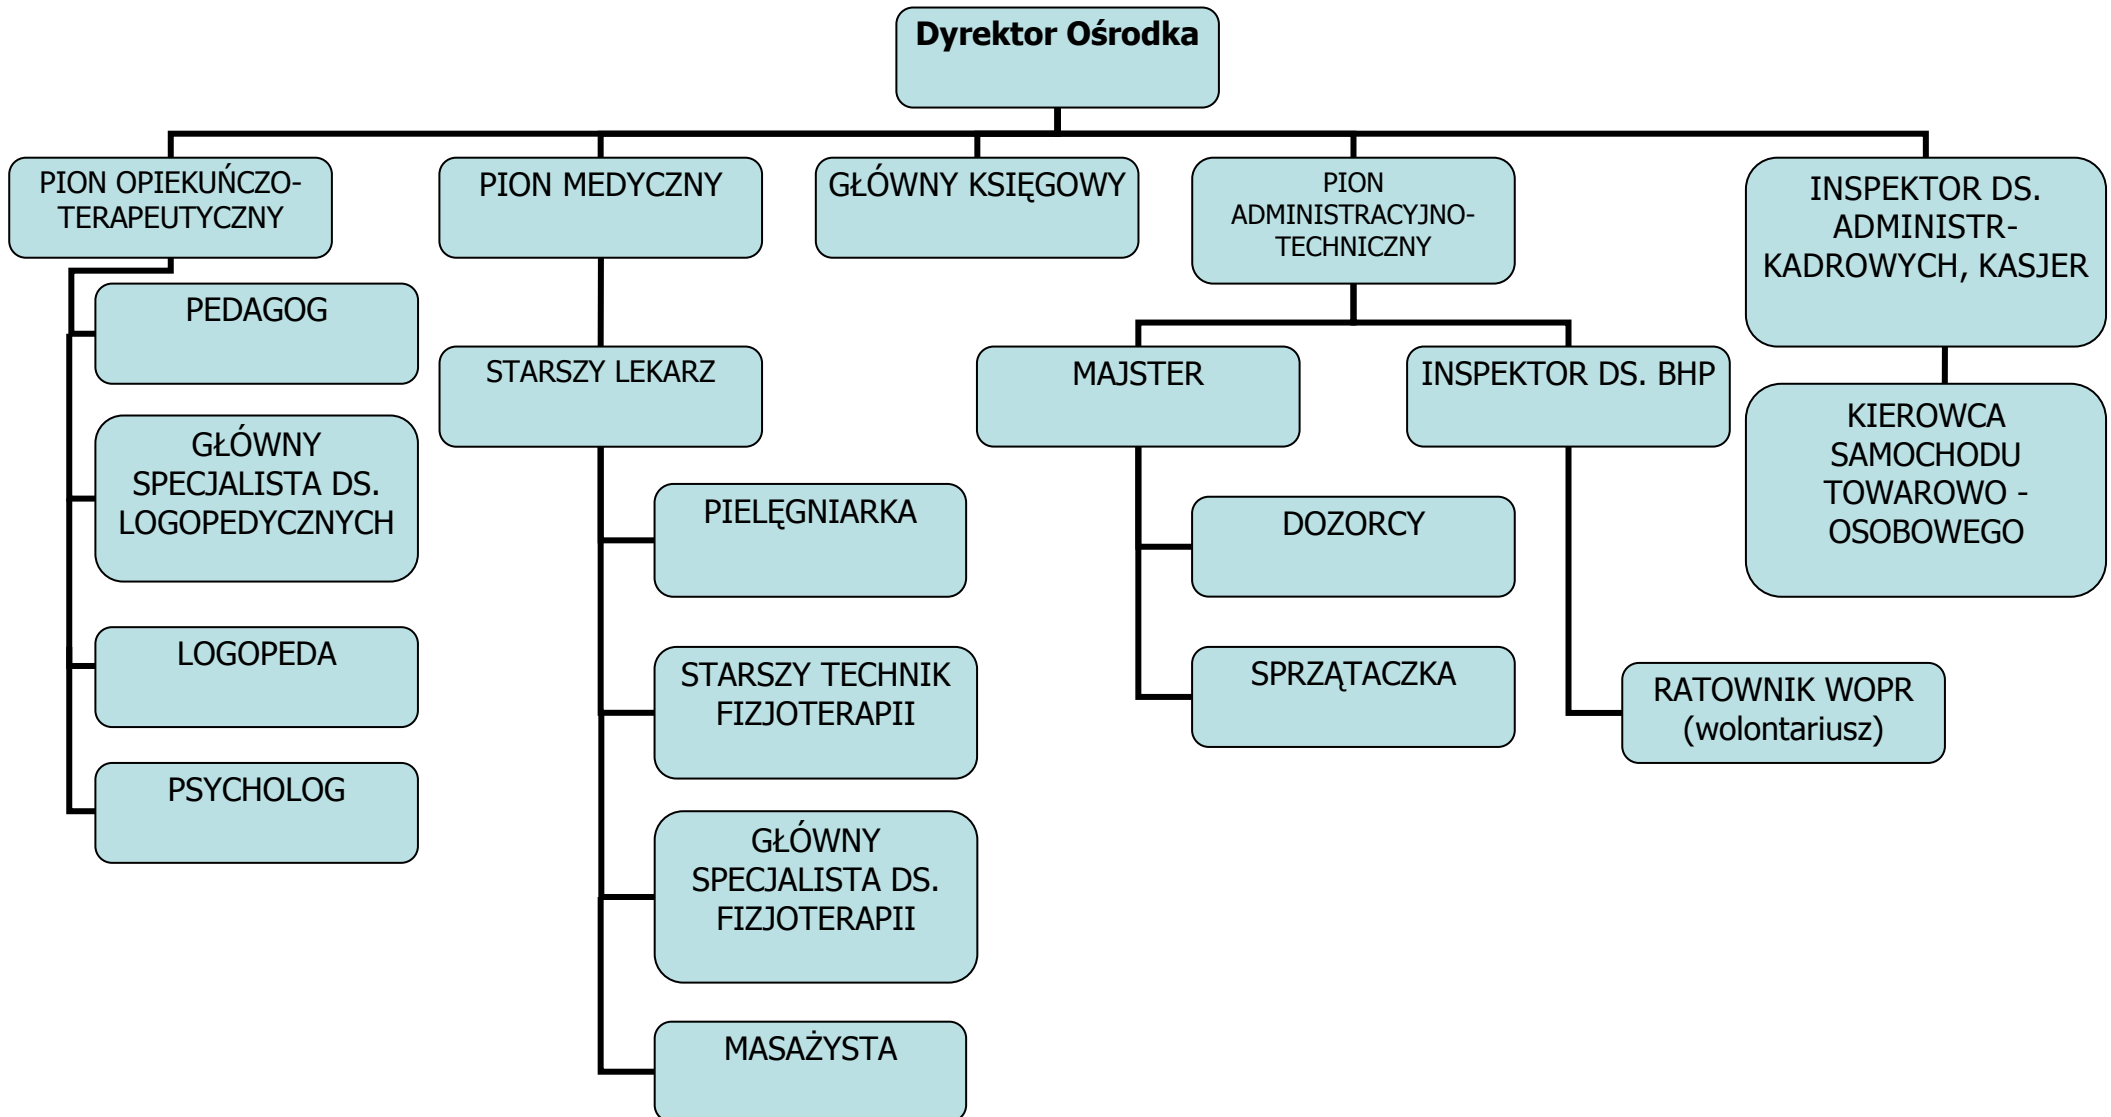 Dyrektor Ośrodka
PION OPIEKUŃCZO-
TERAPEUTYCZNY
PION MEDYCZNY
GŁÓWNY KSIĘGOWY
PION
ADMINISTRACYJNO-
TECHNICZNY
INSPEKTOR DS.
ADMINISTR-
KADROWYCH, KASJER
PEDAGOG
GŁÓWNY
SPECJALISTA DS.
LOGOPEDYCZNYCH
LOGOPEDA
PSYCHOLOG
STARSZY LEKARZ
PIELĘGNIARKA
STARSZY TECHNIK
FIZJOTERAPII
GŁÓWNY
SPECJALISTA DS.
FIZJOTERAPII
MASAŻYSTA
MAJSTER
DOZORCY
SPRZĄTACZKA
INSPEKTOR DS. BHP
RATOWNIK WOPR
(wolontariusz)
KIEROWCA
SAMOCHODU
TOWAROWO -
OSOBOWEGO